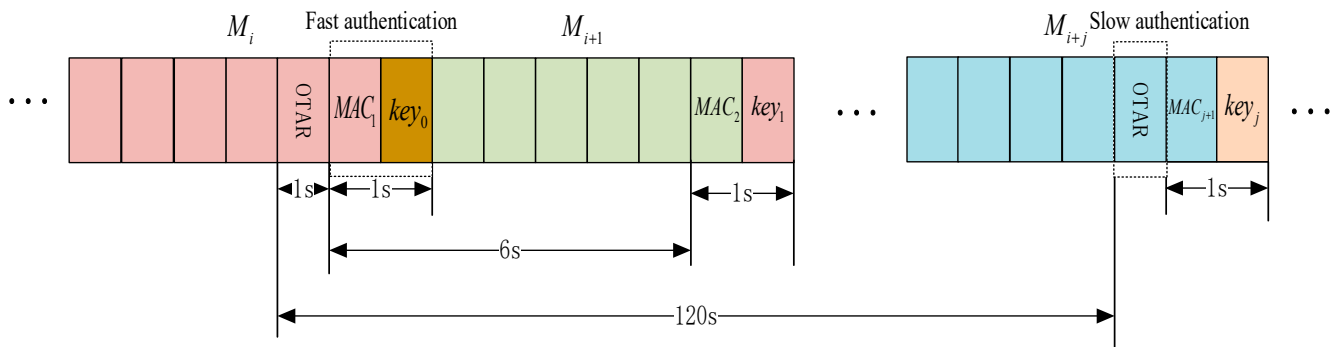 M_i
Fast authentication
M_{i+1}
M_{i+j}
Slow authentication
...
OTAR
MAC_1
key_0
MAC_2
key_1
...
OTAR
MAC_{j+1}
key_j
...
1s
1s
1s
1s
6s
120s